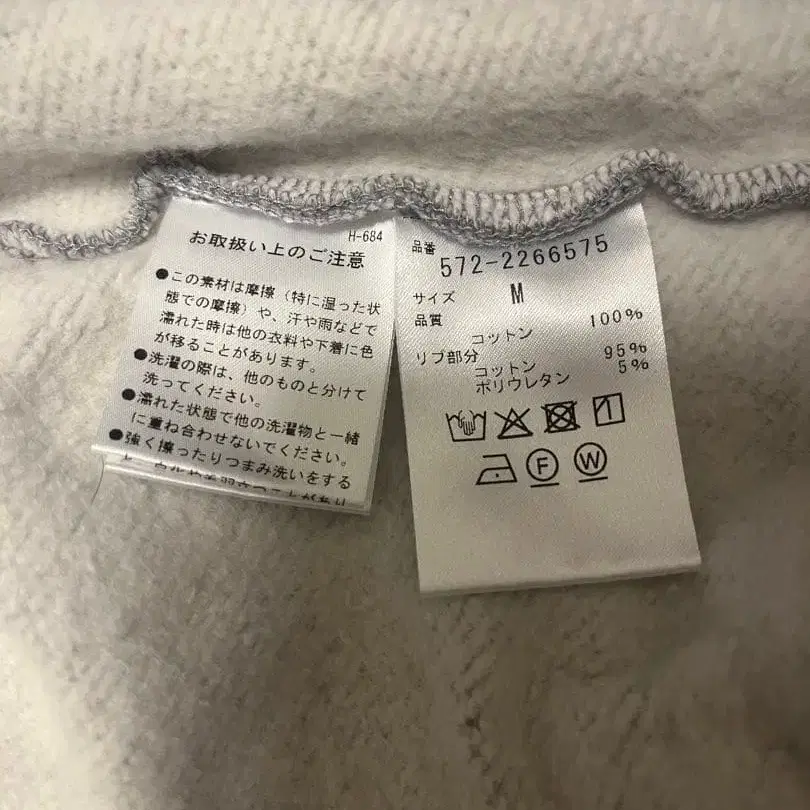 H-684
お取扱い上のご注意
●この素材は摩擦（特に湿った状
態での摩擦）や、汗や雨などで
濡れた時は他の衣料や下着に色
が移ることがあります。
●洗濯の際は、他のものと分けて
洗ってください。
●濡れた状態で他の洗濯物と一緒
に重ね合わせないでください。
●強く擦ったりつまみ洗いをする
品番
572-2266575
サイズ M
品質
コットン 100%
リブ部分
コットン 95%
ポリウレタン 5%
F W